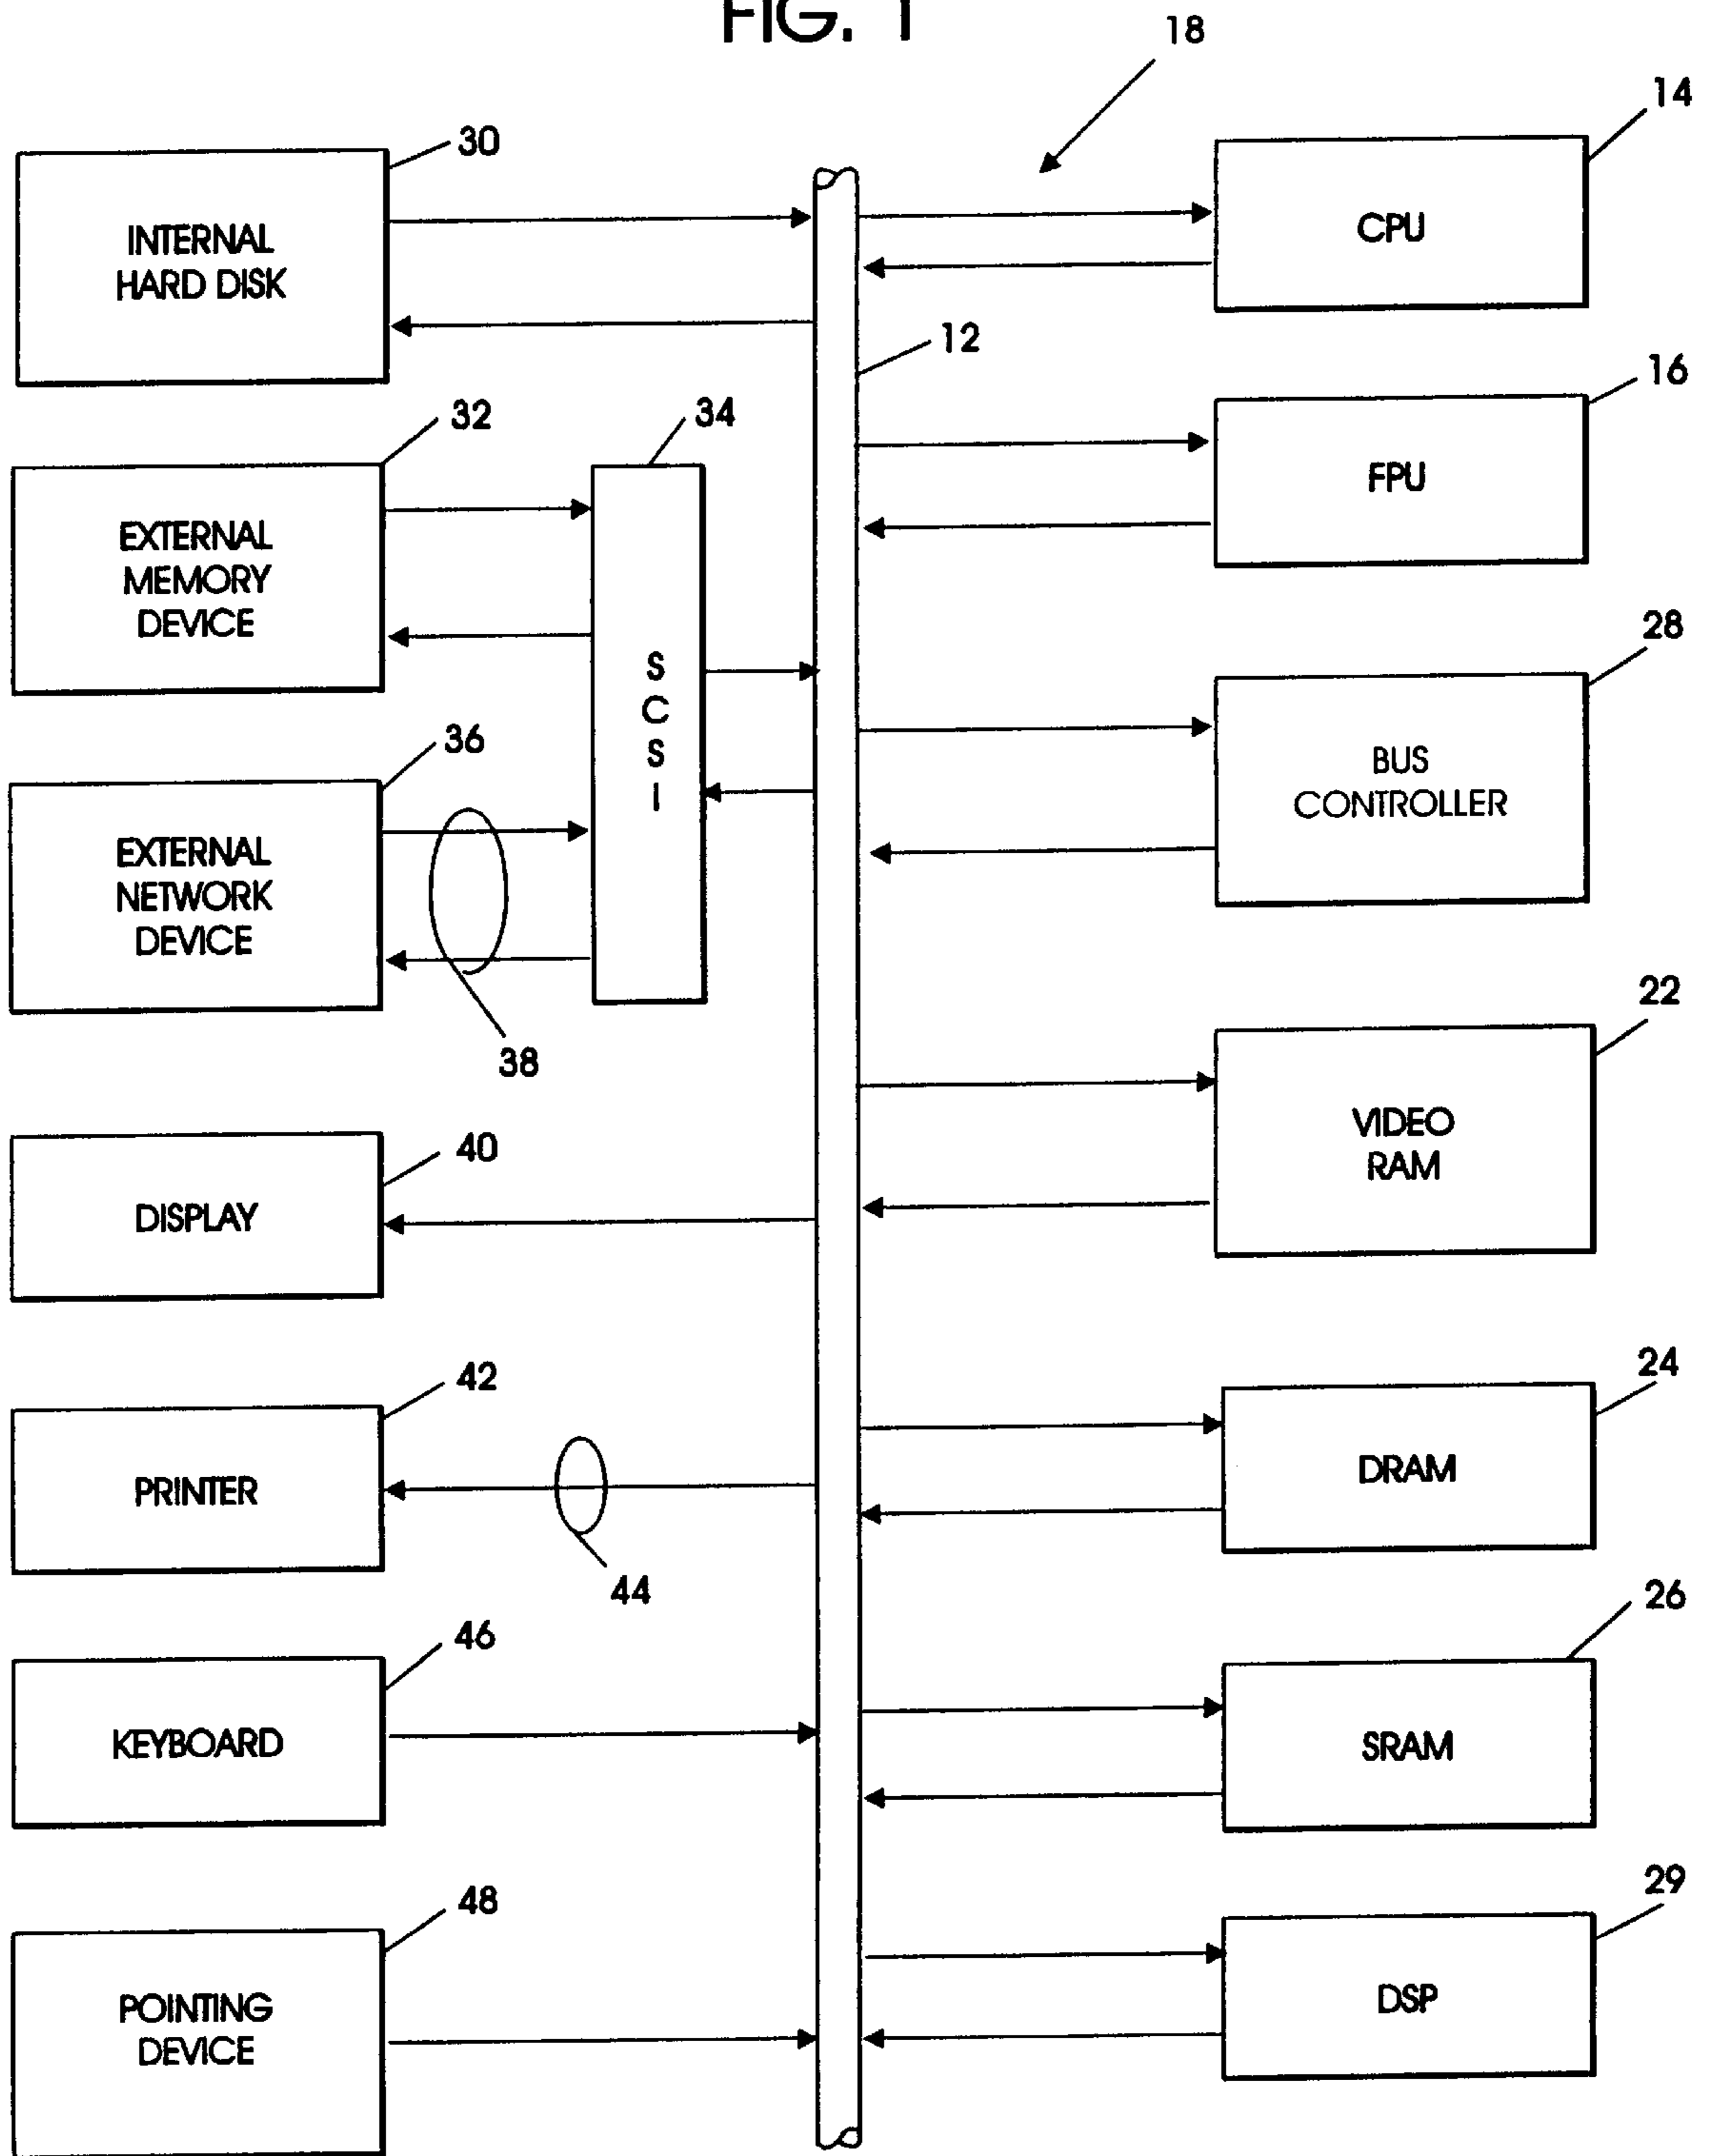 FIG. 1
18
14
30
INTERNAL
HARD DISK
CPU
12
16
32
34
FPU
EXTERNAL
MEMORY
DEVICE
28
S
C
S
I
36
BUS
CONTROLLER
EXTERNAL
NETWORK
DEVICE
22
38
VIDEO
RAM
40
DISPLAY
24
42
DRAM
PRINTER
44
26
46
KEYBOARD
SRAM
29
48
POINTING
DEVICE
DSP